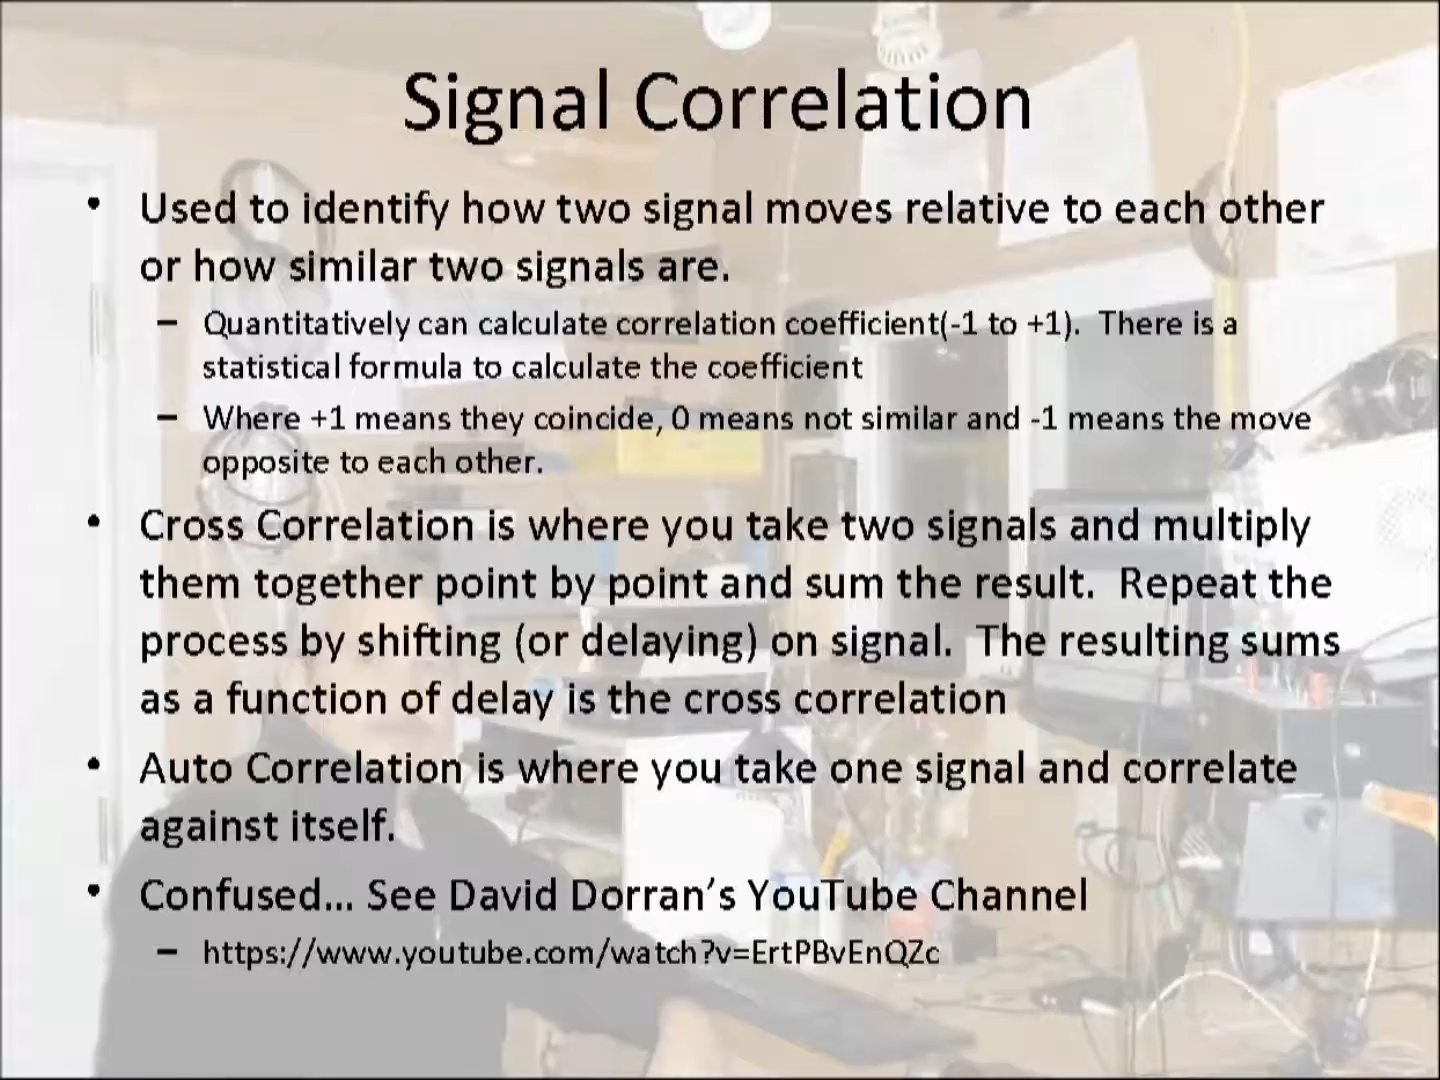 Signal Correlation
• Used to identify how two signal moves relative to each other
or how similar two signals are.
– Quantitatively can calculate correlation coefficient(-1 to +1).  There is a
statistical formula to calculate the coefficient
– Where +1 means they coincide, 0 means not similar and -1 means the move
opposite to each other.
• Cross Correlation is where you take two signals and multiply
them together point by point and sum the result.  Repeat the
process by shifting (or delaying) on signal.  The resulting sums
as a function of delay is the cross correlation
• Auto Correlation is where you take one signal and correlate
against itself.
• Confused... See David Dorran’s YouTube Channel
– https://www.youtube.com/watch?v=ErtPBvEnQZc